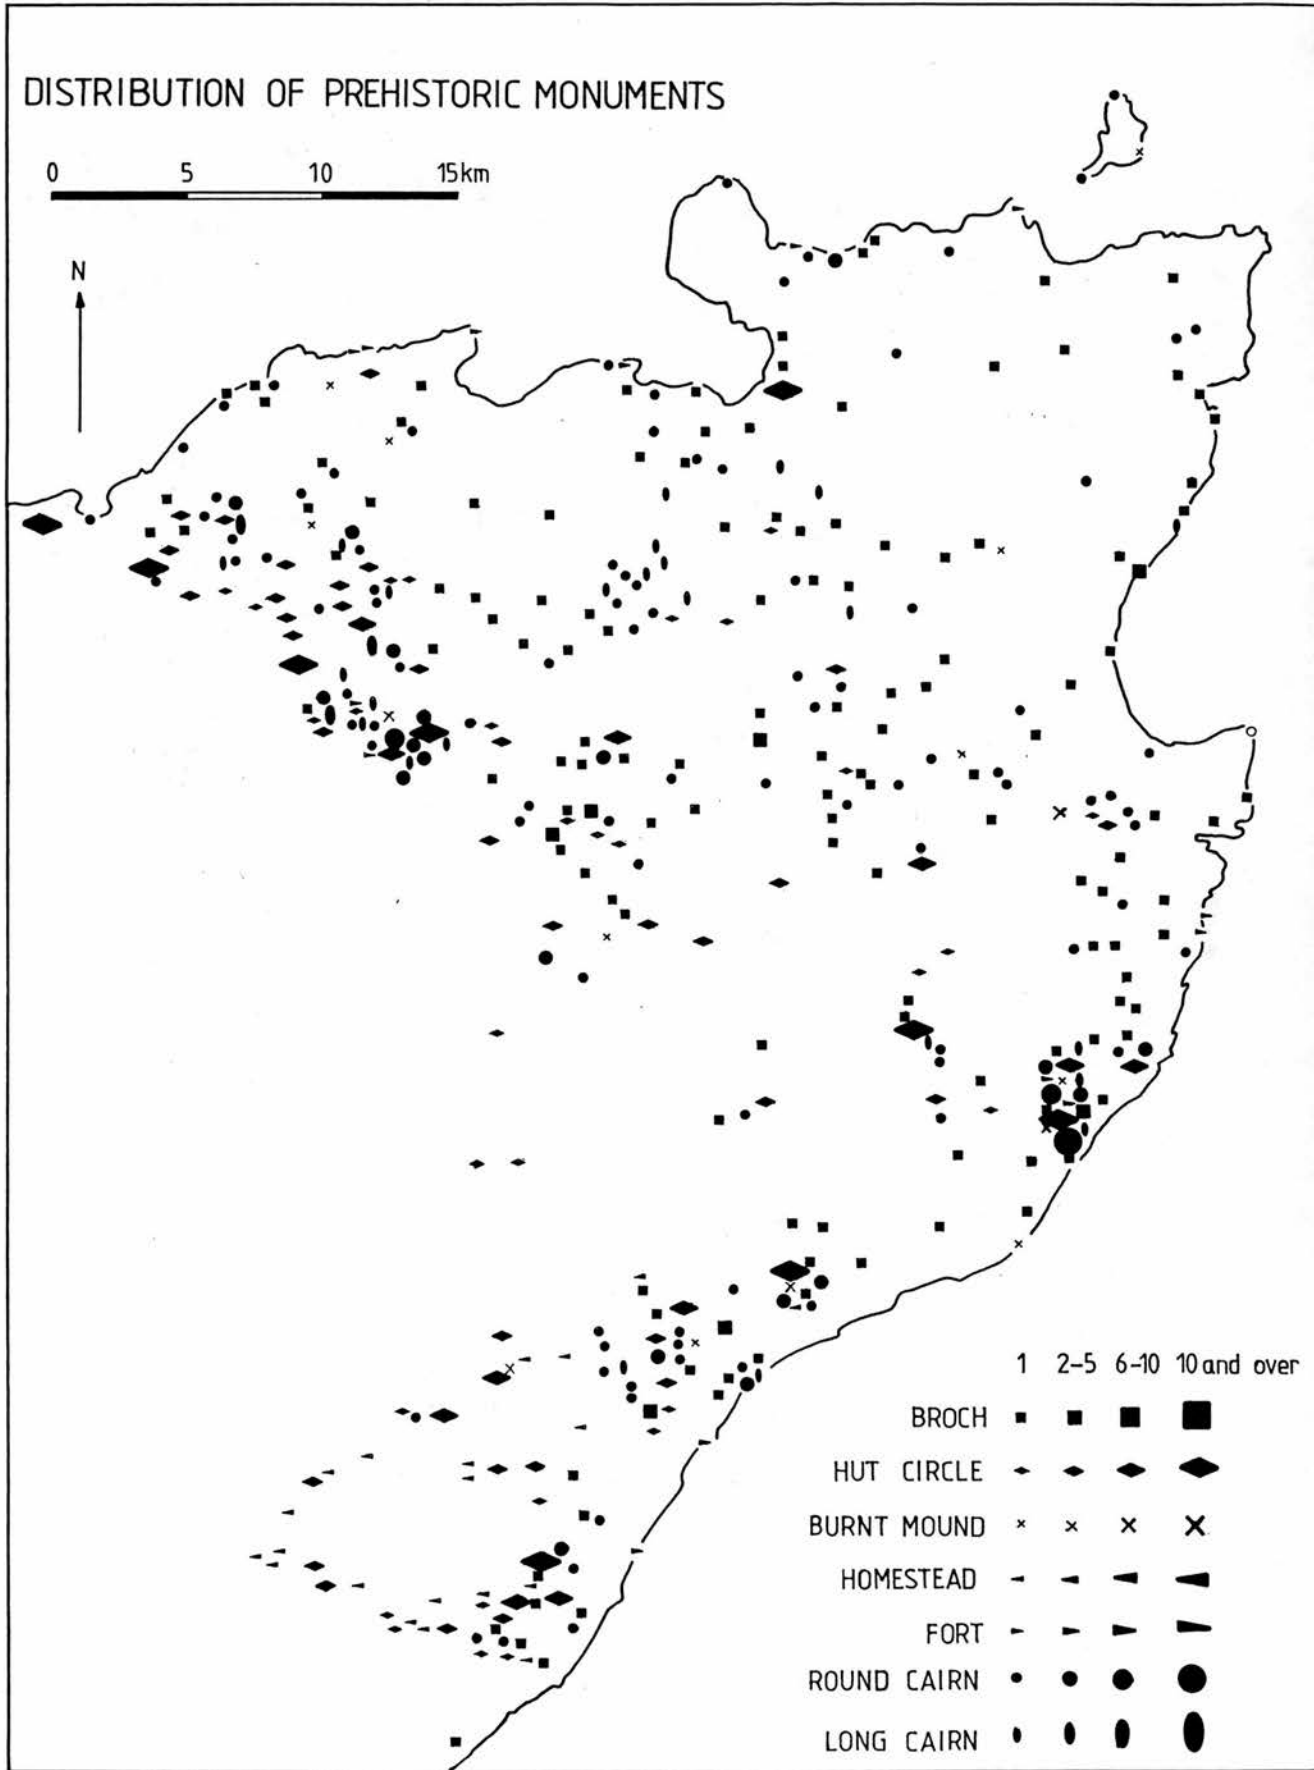 DISTRIBUTION OF PREHISTORIC MONUMENTS
0 5 10 15km
N
1 2-5 6-10 10 and over
BROCH
HUT CIRCLE
BURNT MOUND
HOMESTEAD
FORT
ROUND CAIRN
LONG CAIRN